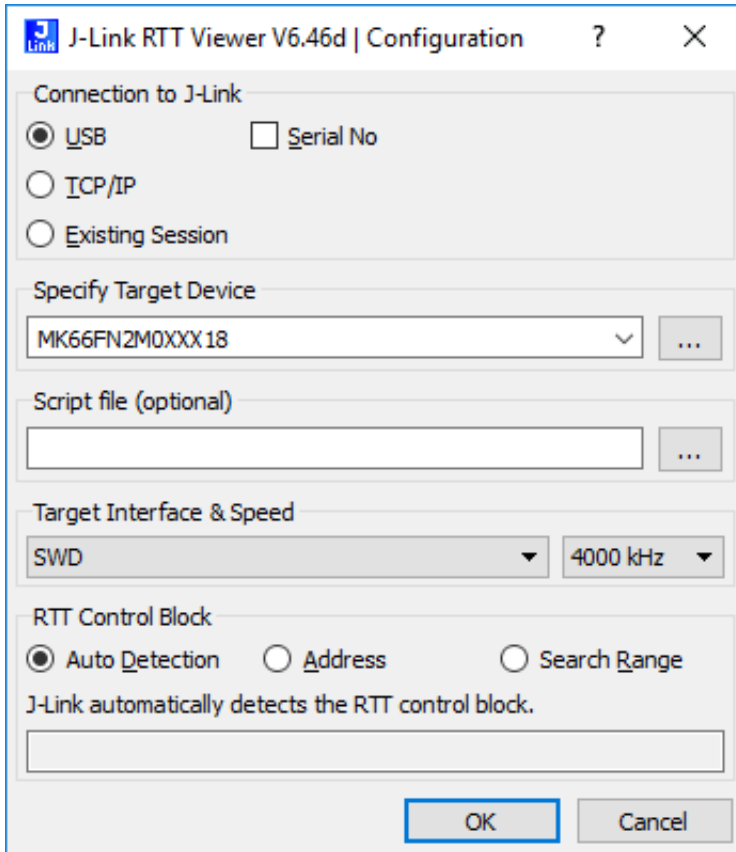 J-Link RTT Viewer V6.46d | Configuration ?
Connection to J-Link
USB Serial No
TCP/IP
Existing Session
Specify Target Device
MK66FN2M0XXX18 ...
Script file (optional)
...
Target Interface & Speed
SWD 4000 kHz
RTT Control Block
Auto Detection Address Search Range
J-Link automatically detects the RTT control block.
OK Cancel